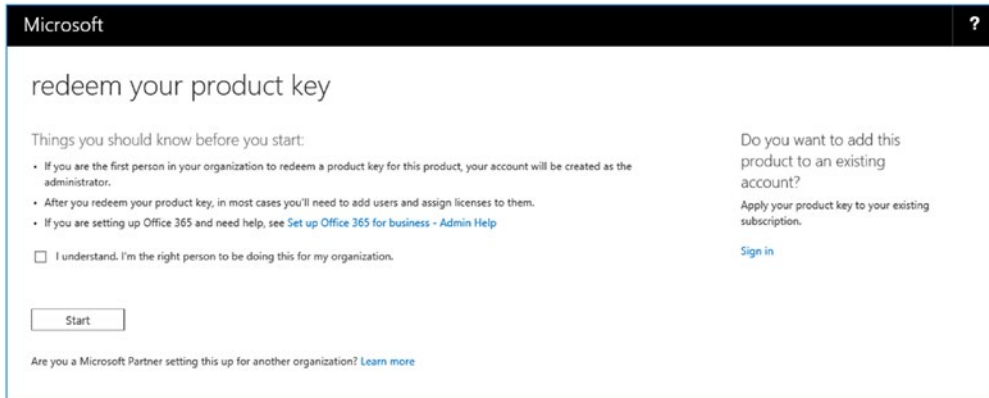 Microsoft
?
redeem your product key
Things you should know before you start:
• If you are the first person in your organization to redeem a product key for this product, your account will be created as the
administrator.
• After you redeem your product key, in most cases you'll need to add users and assign licenses to them.
• If you are setting up Office 365 and need help, see Set up Office 365 for business - Admin Help
I understand. I'm the right person to be doing this for my organization.
Start
Are you a Microsoft Partner setting this up for another organization? Learn more
Do you want to add this
product to an existing
account?
Apply your product key to your existing
subscription.
Sign in